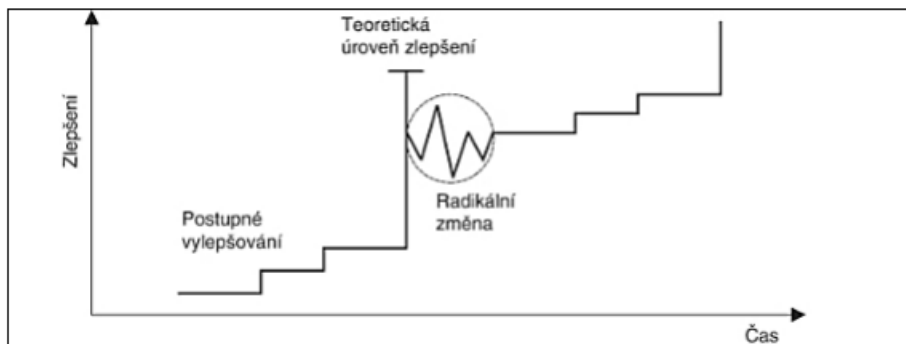 Teoretická
úroveň zlepšení
Zlepšení
Radikální
změna
Postupné
vylepšování
Čas